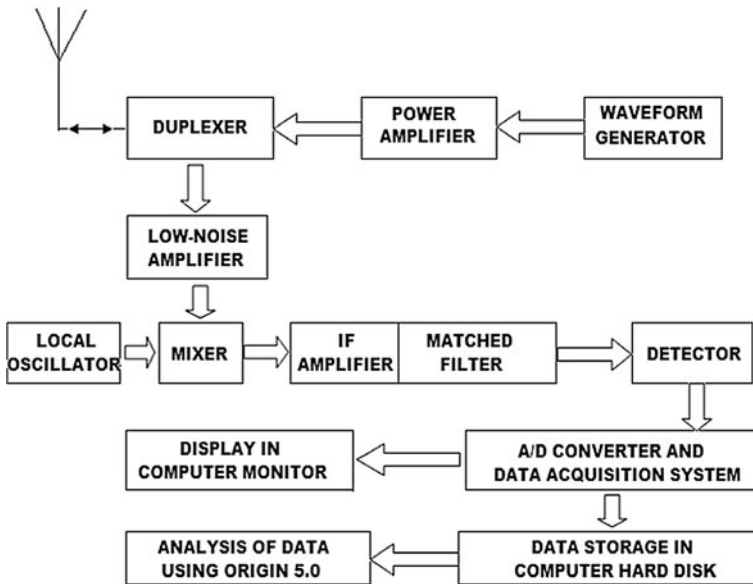 DUPLEXER
POWER
AMPLIFIER
WAVEFORM
GENERATOR
LOW-NOISE
AMPLIFIER
LOCAL
OSCILLATOR
MIXER
IF
AMPLIFIER
MATCHED
FILTER
DETECTOR
DISPLAY IN
COMPUTER MONITOR
A/D CONVERTER AND
DATA ACQUISITION SYSTEM
ANALYSIS OF DATA
USING ORIGIN 5.0
DATA STORAGE IN
COMPUTER HARD DISK